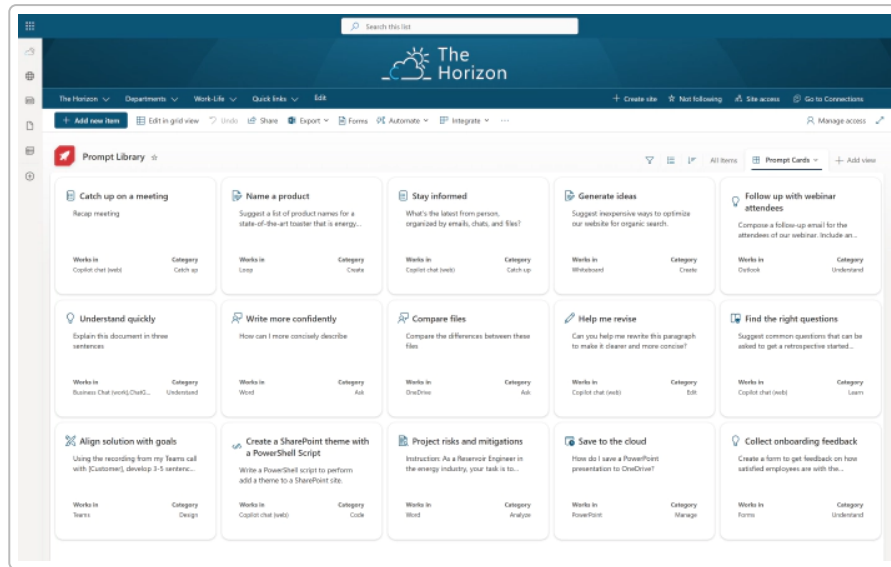 Search this list
The
Horizon
The Horizon Departments Work-Life Quick links Edit
Create site Not following Site access Go to Connections
Add new item Edit in grid view Undo Share Export Forms Automate Integrate ... Manage access
Prompt Library All Items Prompt Cards Add view
Catch up on a meeting
Recap meeting
Works in Category
Copilot chat (web) Catch up
Name a product
Suggest a list of product names for a
state-of-the-art toaster that is energy...
Works in Category
Loop Create
Stay informed
What's the latest from person,
organized by emails, chats, and files?
Works in Category
Copilot chat (web) Catch up
Generate ideas
Suggest inexpensive ways to optimize
our website for organic search.
Works in Category
Whiteboard Create
Follow up with webinar
attendees
Compose a follow-up email for the
attendees of our webinar. Include an...
Works in Category
Outlook Understand
Understand quickly
Explain this document in three
sentences
Works in Category
Business Chat (work),ChatG... Understand
Write more confidently
How can I more concisely describe
Works in Category
Word Ask
Compare files
Compare the differences between these
files
Works in Category
OneDrive Ask
Help me revise
Can you help me rewrite this paragraph
to make it clearer and more concise?
Works in Category
Copilot chat (web) Edit
Find the right questions
Suggest common questions that can be
asked to get a retrospective started...
Works in Category
Copilot chat (web) Learn
Align solution with goals
Using the recording from my Teams call
with [Customer], develop 3-5 sentenc...
Works in Category
Teams Design
Create a SharePoint theme with
a PowerShell Script
Write a PowerShell script to perform
add a theme to a SharePoint site.
Works in Category
Copilot chat (web) Code
Project risks and mitigations
Instruction: As a Reservoir Engineer in
the energy industry, your task is to...
Works in Category
Word Analyze
Save to the cloud
How do I save a PowerPoint
presentation to OneDrive?
Works in Category
PowerPoint Manage
Collect onboarding feedback
Create a form to get feedback on how
satisfied employees are with the...
Works in Category
Forms Understand